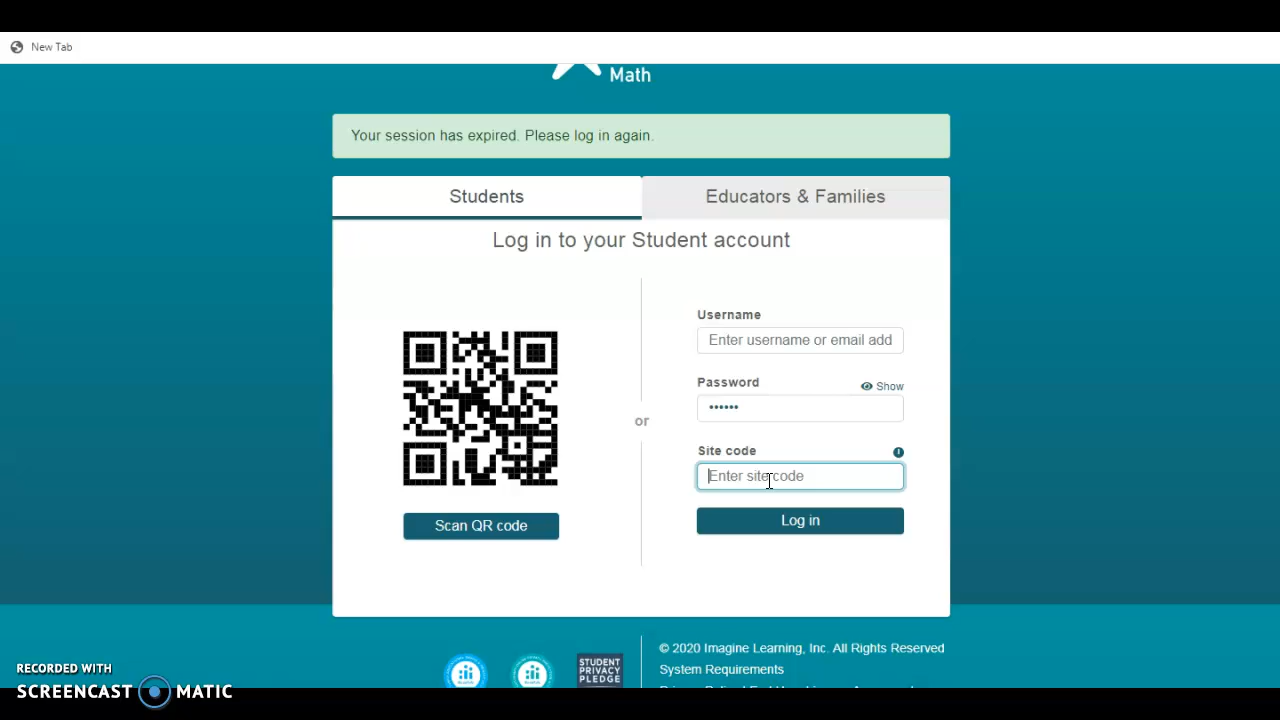 New Tab
Math
Your session has expired. Please log in again.
Students
Educators & Families
Log in to your Student account
Username
Enter username or email add
Password
Show
••••••
or
Site code
Enter site code
Scan QR code
Log in
© 2020 Imagine Learning, Inc. All Rights Reserved
STUDENT
PRIVACY
PLEDGE
System Requirements
RECORDED WITH
SCREENCAST MATIC